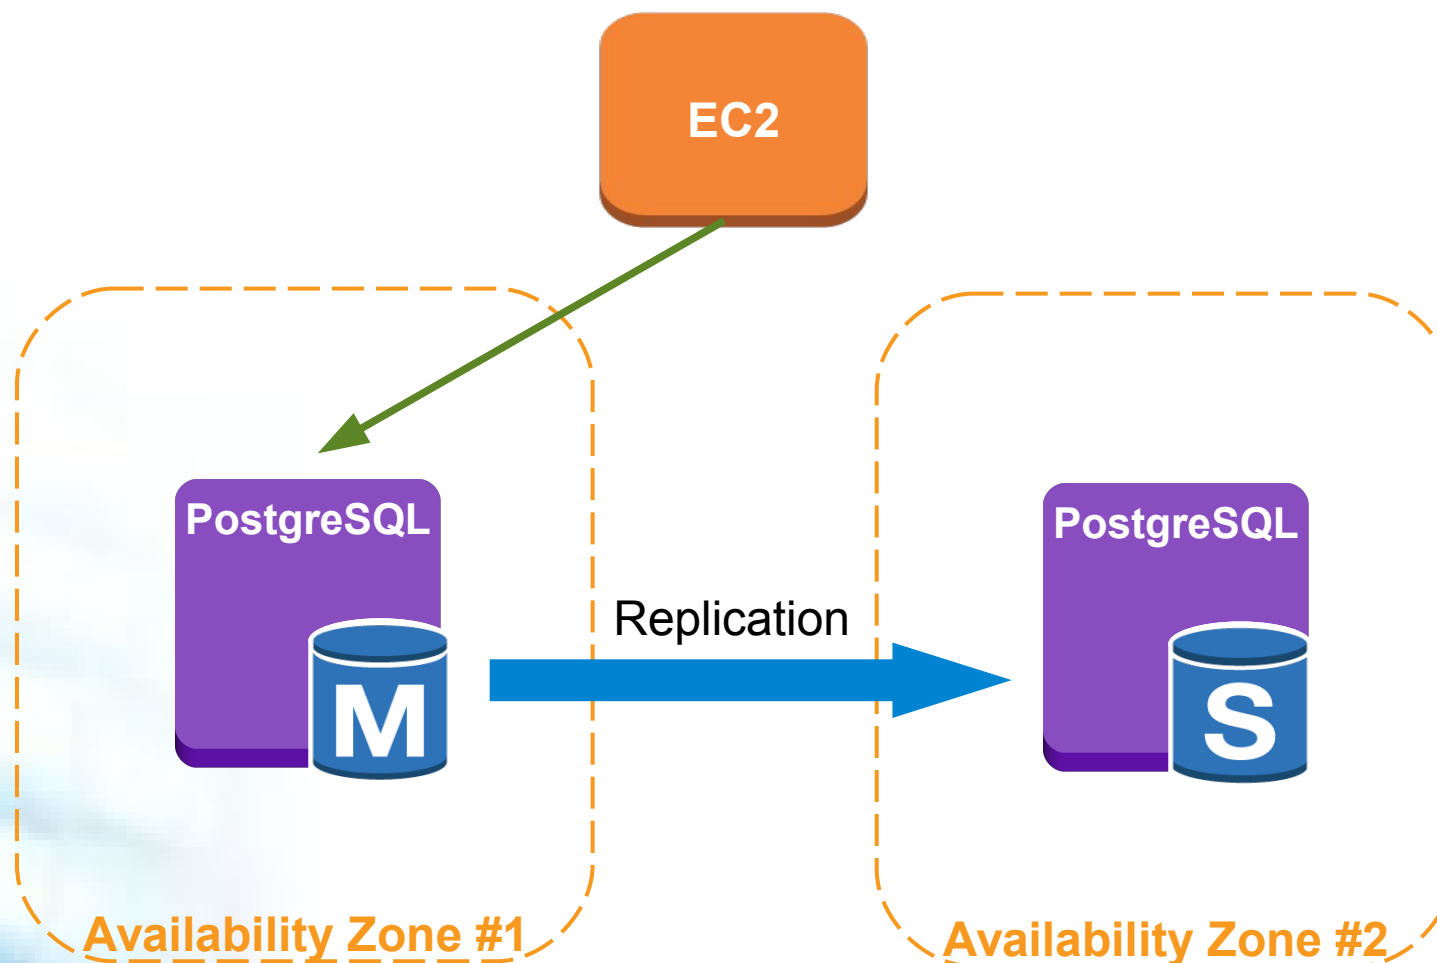 EC2
PostgreSQL
PostgreSQL
Replication
M
S
Availability Zone #1
Availability Zone #2